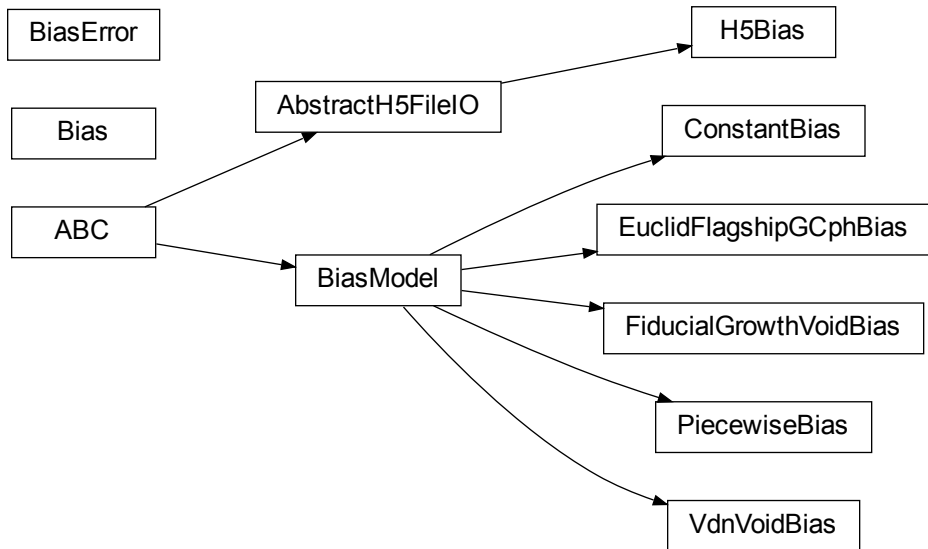 BiasError
Bias
ABC
AbstractH5FileIO
BiasModel
H5Bias
ConstantBias
EuclidFlagshipGCphBias
FiducialGrowthVoidBias
PiecewiseBias
VdnVoidBias